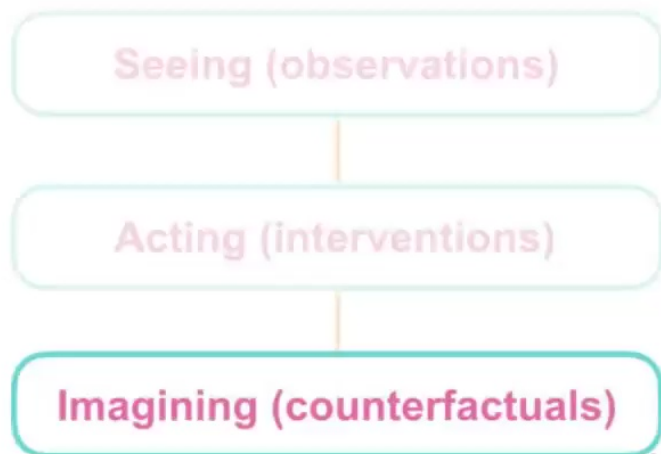 Seeing (observations)
Acting (interventions)
Imagining (counterfactuals)